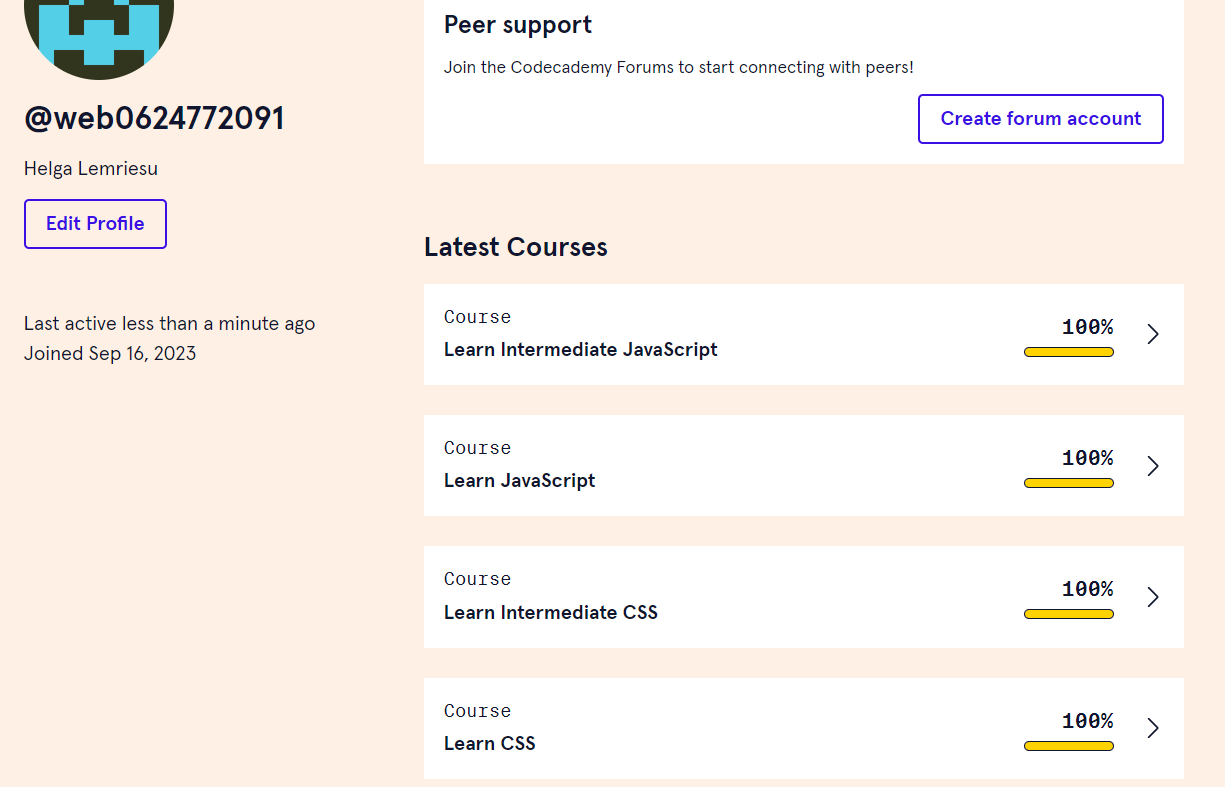 @web0624772091
Helga Lemriesu
Edit Profile
Last active less than a minute ago
Joined Sep 16, 2023
Peer support
Join the Codecademy Forums to start connecting with peers!
Create forum account
Latest Courses
Course
Learn Intermediate JavaScript
100%
Course
Learn JavaScript
100%
Course
Learn Intermediate CSS
100%
Course
Learn CSS
100%